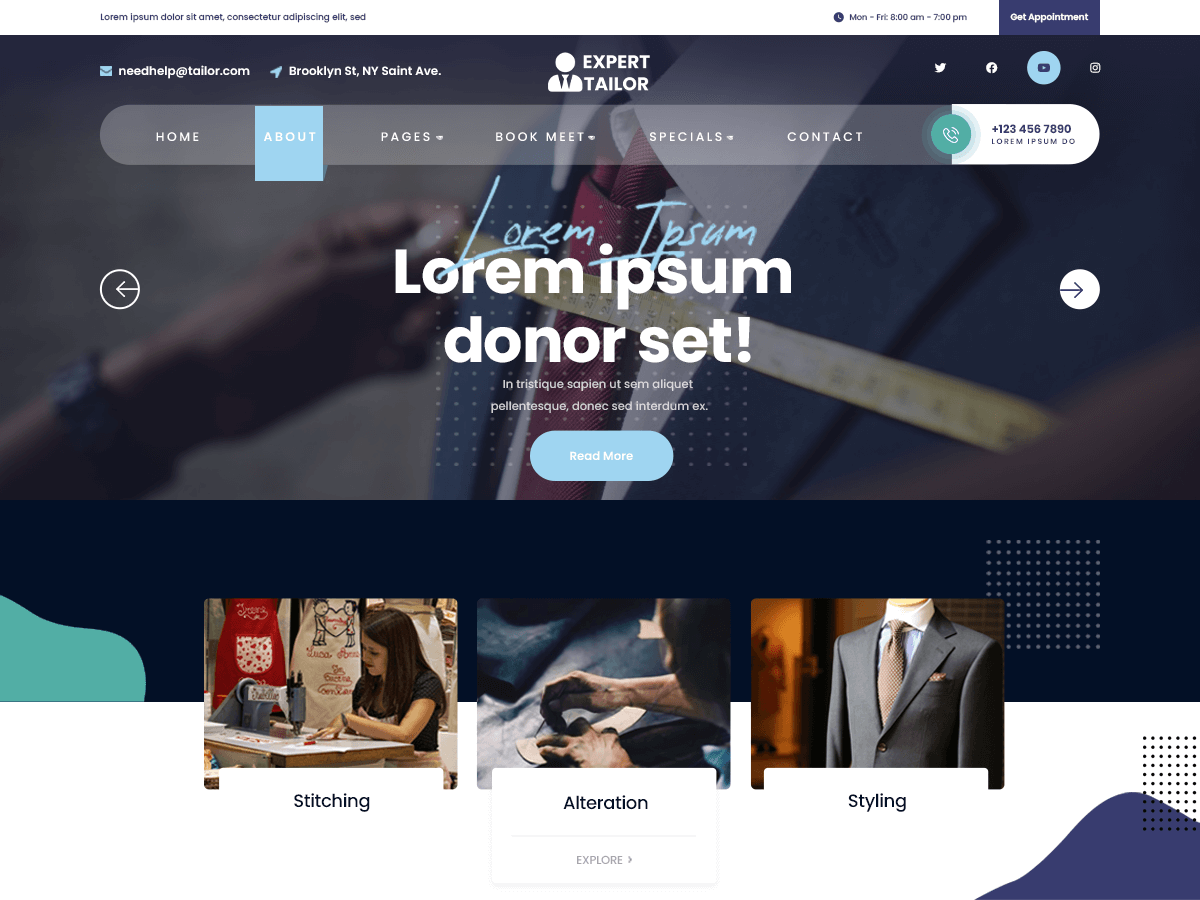 Lorem ipsum dolor sit amet, consectetur adipiscing elit, sed
Mon - Fri: 8:00 am - 7:00 pm
Get Appointment
needhelp@tailor.com
Brooklyn St, NY Saint Ave.
EXPERT
TAILOR
HOME
ABOUT
PAGES
BOOK MEET
SPECIALS
CONTACT
+123 456 7890
LOREM IPSUM DO
Lorem Ipsum
Lorem ipsum
donor set!
In tristique sapien ut sem aliquet
pellentesque, donec sed interdum ex.
Read More
Stitching
Alteration
EXPLORE
Styling